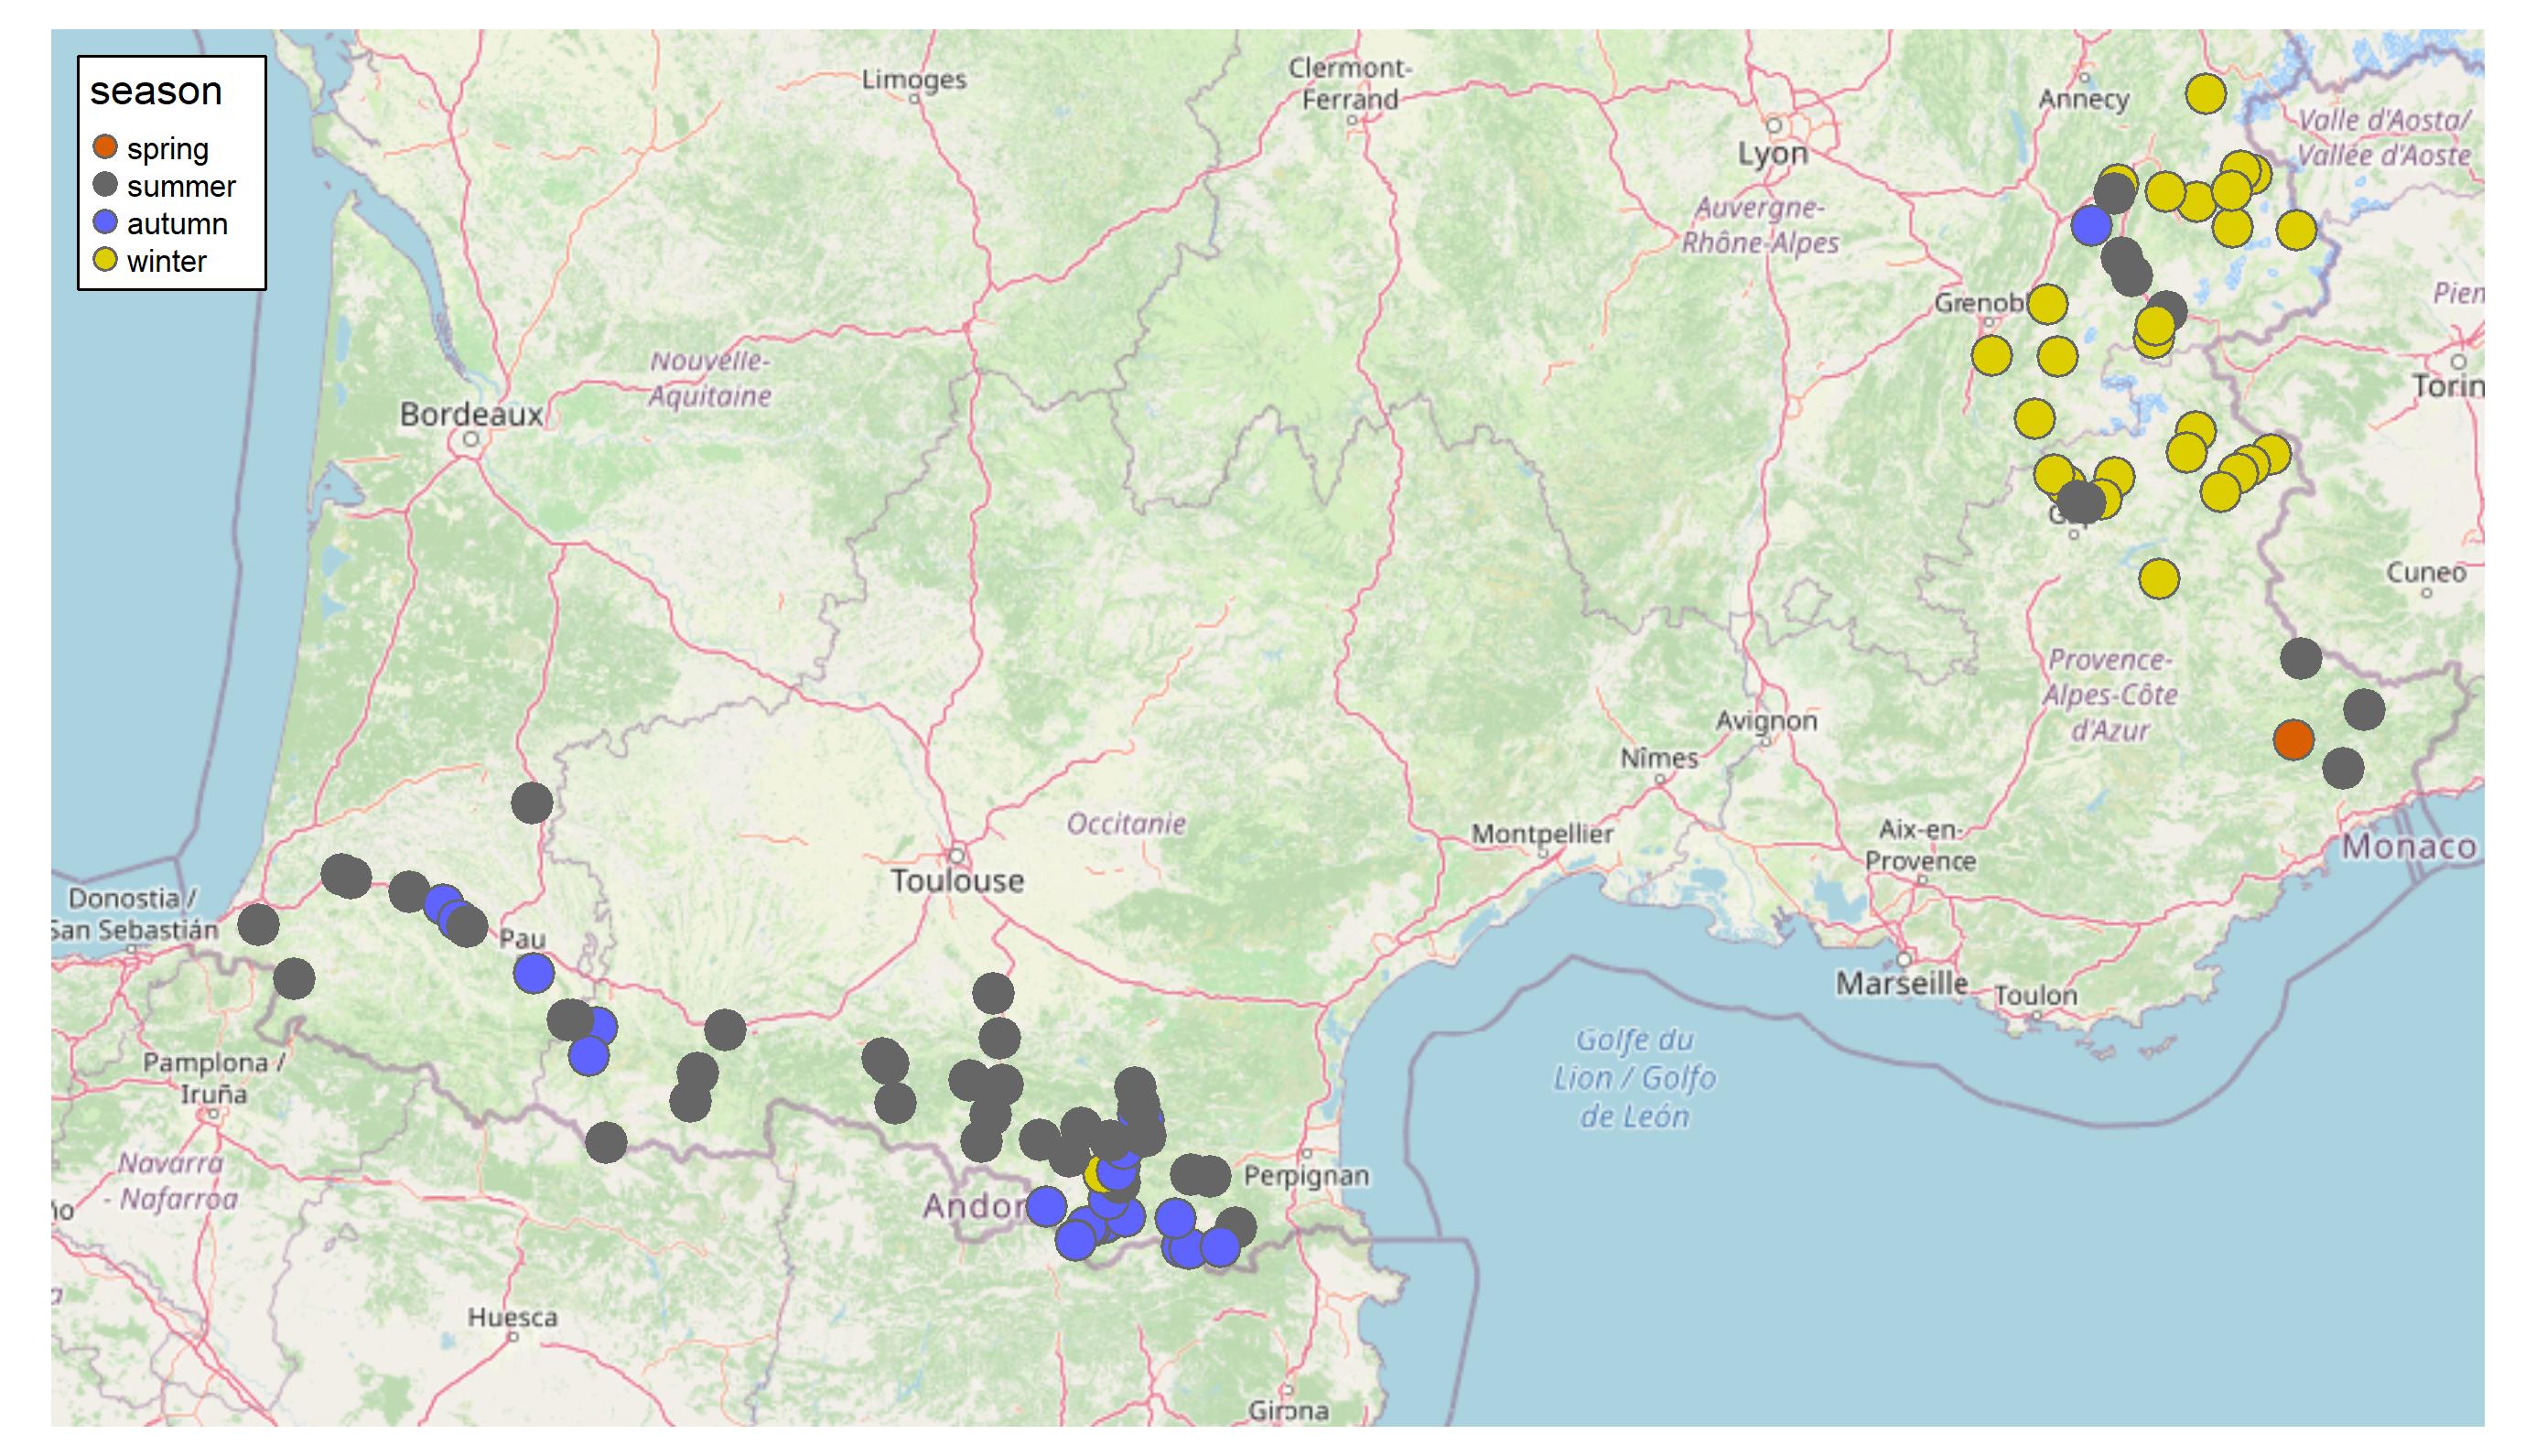 season
spring
summer
autumn
winter
Limoges
Clermont-
Ferrand
Lyon
Annecy
Valle d'Aosta/
Vallée d'Aoste
Auvergne-
Rhône-Alpes
Grenobl
Pien
Torin
Nouvelle-
Aquitaine
Bordeaux
Cuneo
Provence-
Alpes-Côte
d'Azur
Avignon
Nîmes
Occitanie
Montpellier
Aix-en-
Provence
Monaco
Toulouse
Donostia /
San Sebastián
Pau
Marseille
Toulon
Golfe du
Lion / Golfo
de León
Pamplona /
Iruña
Navarra
- Nafarroa
ño
Andor
Perpignan
a
Huesca
Girona